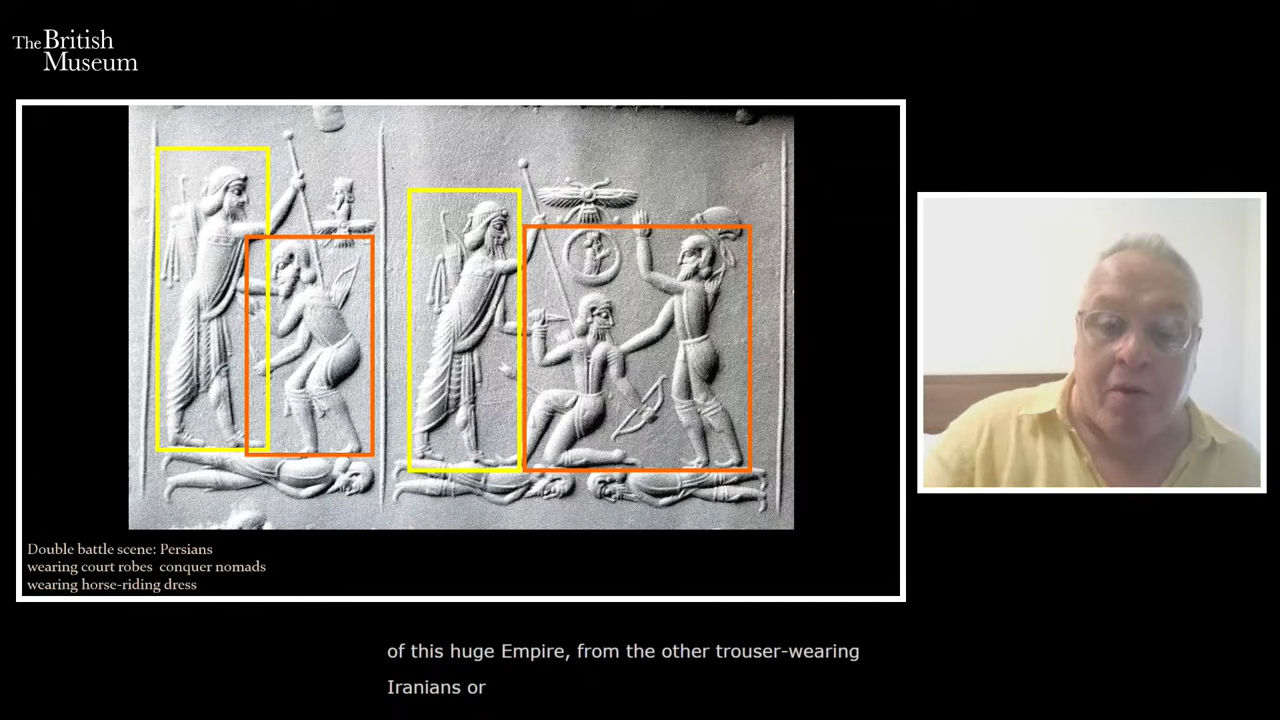 The British
Museum
Double battle scene: Persians
wearing court robes  conquer nomads
wearing horse-riding dress
of this huge Empire, from the other trouser-wearing
Iranians or